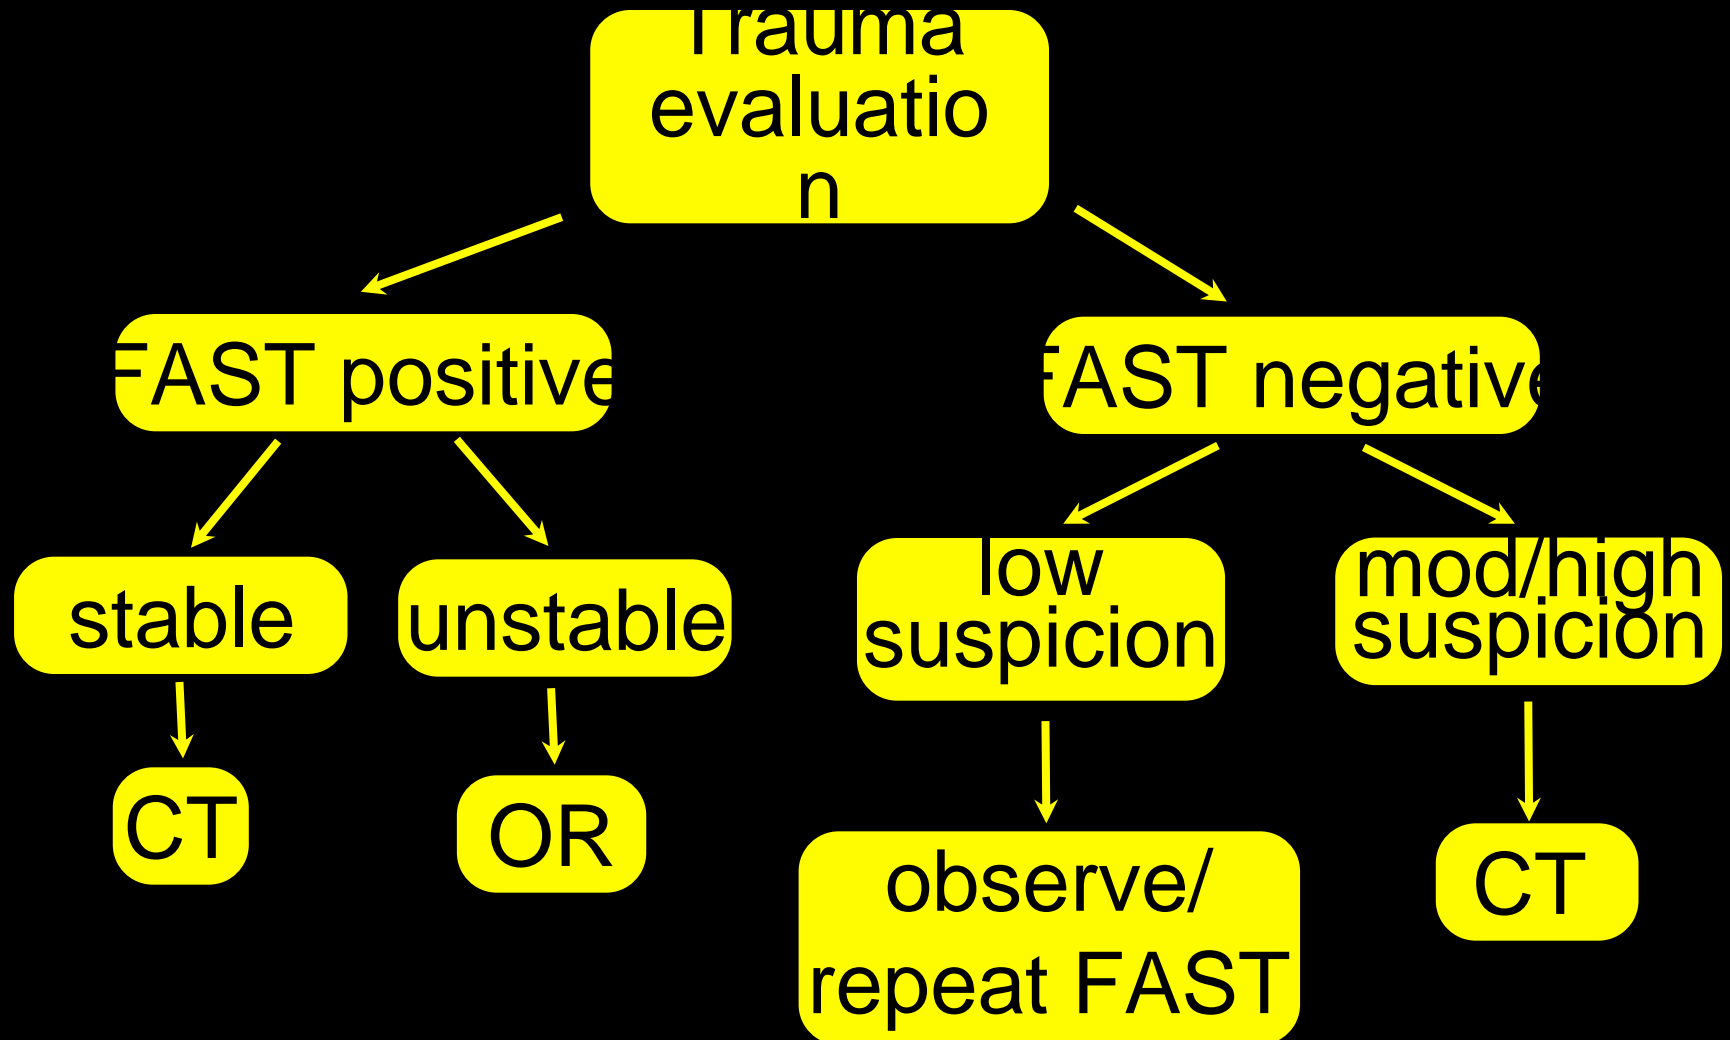 Trauma
evaluatio
n
FAST positive
FAST negative
stable
unstable
low
suspicion
mod/high
suspicion
CT
OR
observe/
repeat FAST
CT